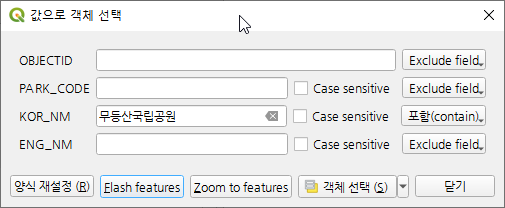 값으로 객체 선택
OBJECTID Exclude field
PARK_CODE Case sensitive Exclude field
KOR_NM 무등산국립공원 Case sensitive 포함(contain)
ENG_NM Case sensitive Exclude field
양식 재설정 (R) Flash features Zoom to features 객체 선택 (S) 닫기